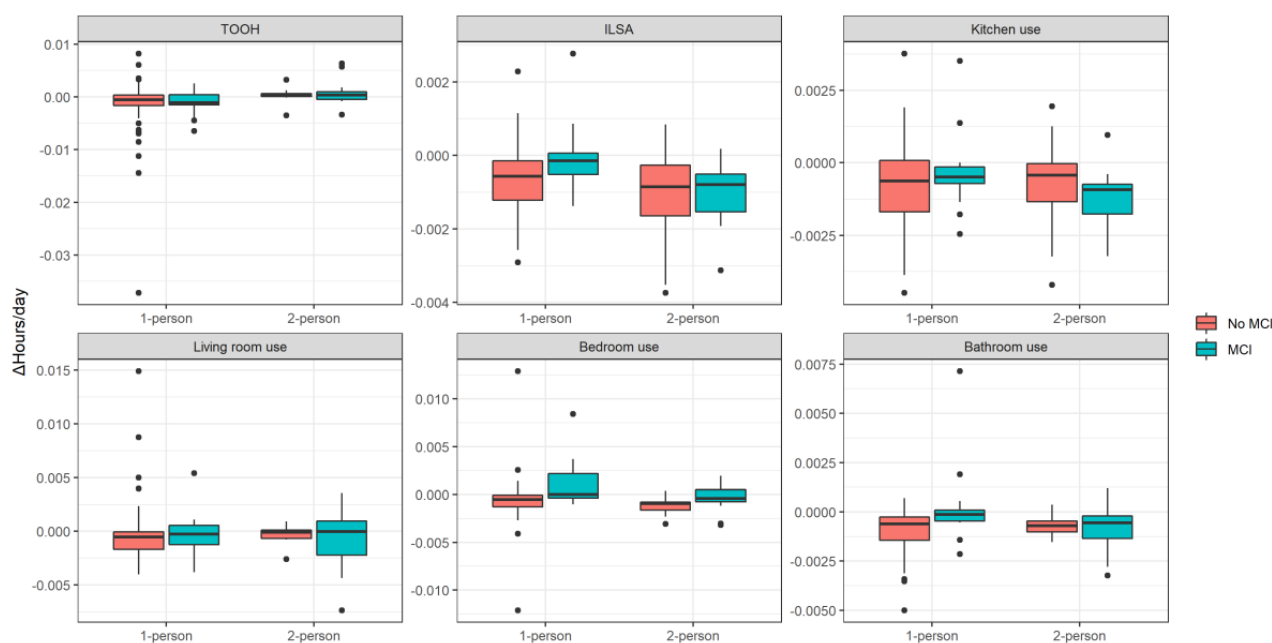 TOOH
ILSA
Kitchen use
0.01
0.00
-0.01
-0.02
-0.03
0.002
0.000
-0.002
-0.004
0.0025
0.0000
-0.0025
1-person
2-person
1-person
2-person
1-person
2-person
ΔHours/day
Living room use
Bedroom use
Bathroom use
0.015
0.010
0.005
0.000
-0.005
0.010
0.005
0.000
-0.005
-0.010
0.0075
0.0050
0.0025
0.0000
-0.0025
-0.0050
1-person
2-person
1-person
2-person
1-person
2-person
No MCI
MCI